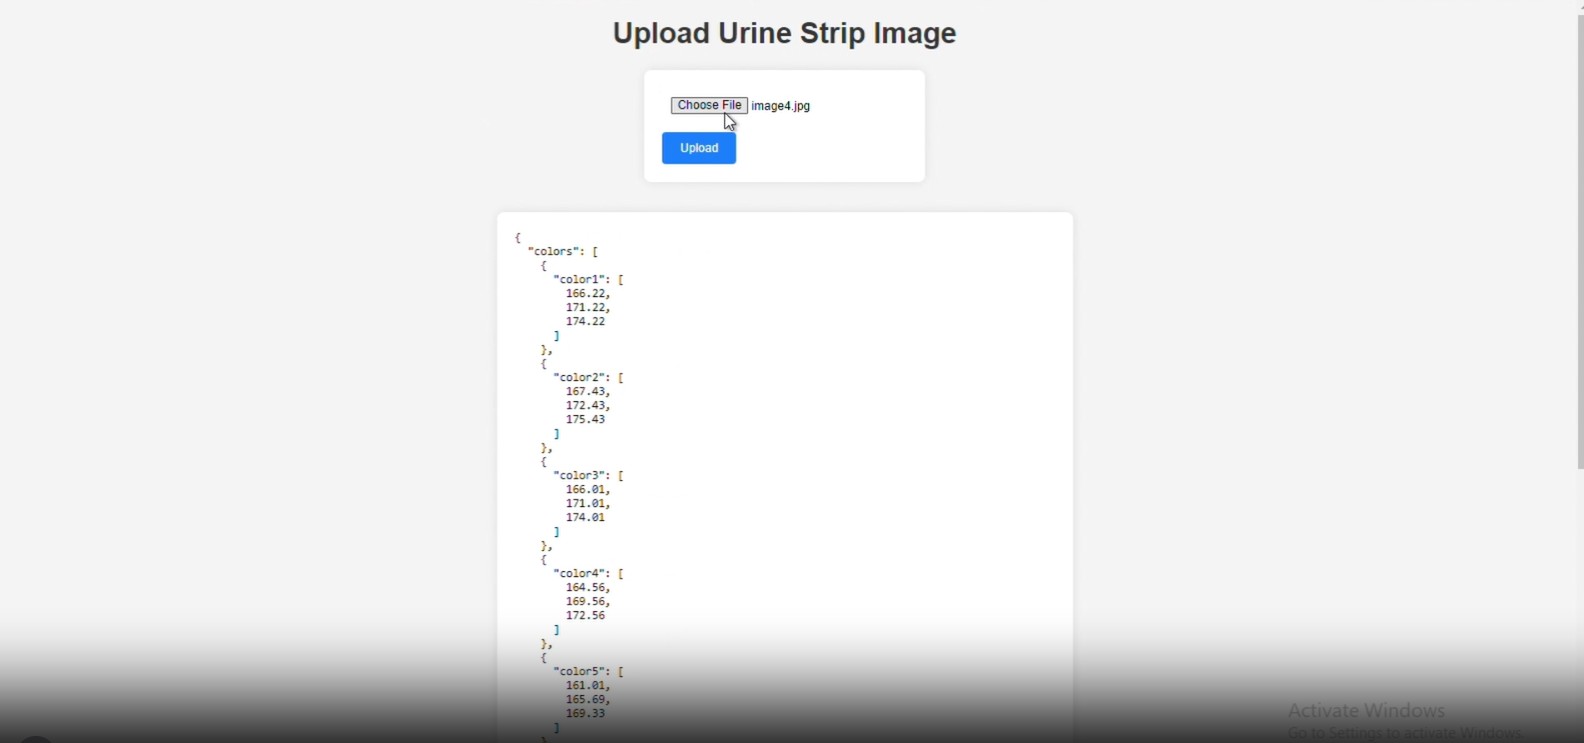 Upload Urine Strip Image
Choose File image4.jpg
Upload
{
"colors": [
{
"color1": [
166.22,
171.22,
174.22
]
},
{
"color2": [
167.43,
172.43,
175.43
]
},
{
"color3": [
166.01,
171.01,
174.01
]
},
{
"color4": [
164.56,
169.56,
172.56
]
},
{
"color5": [
161.01,
165.69,
169.33
]
}
Activate Windows
Go to Settings to activate Windows.